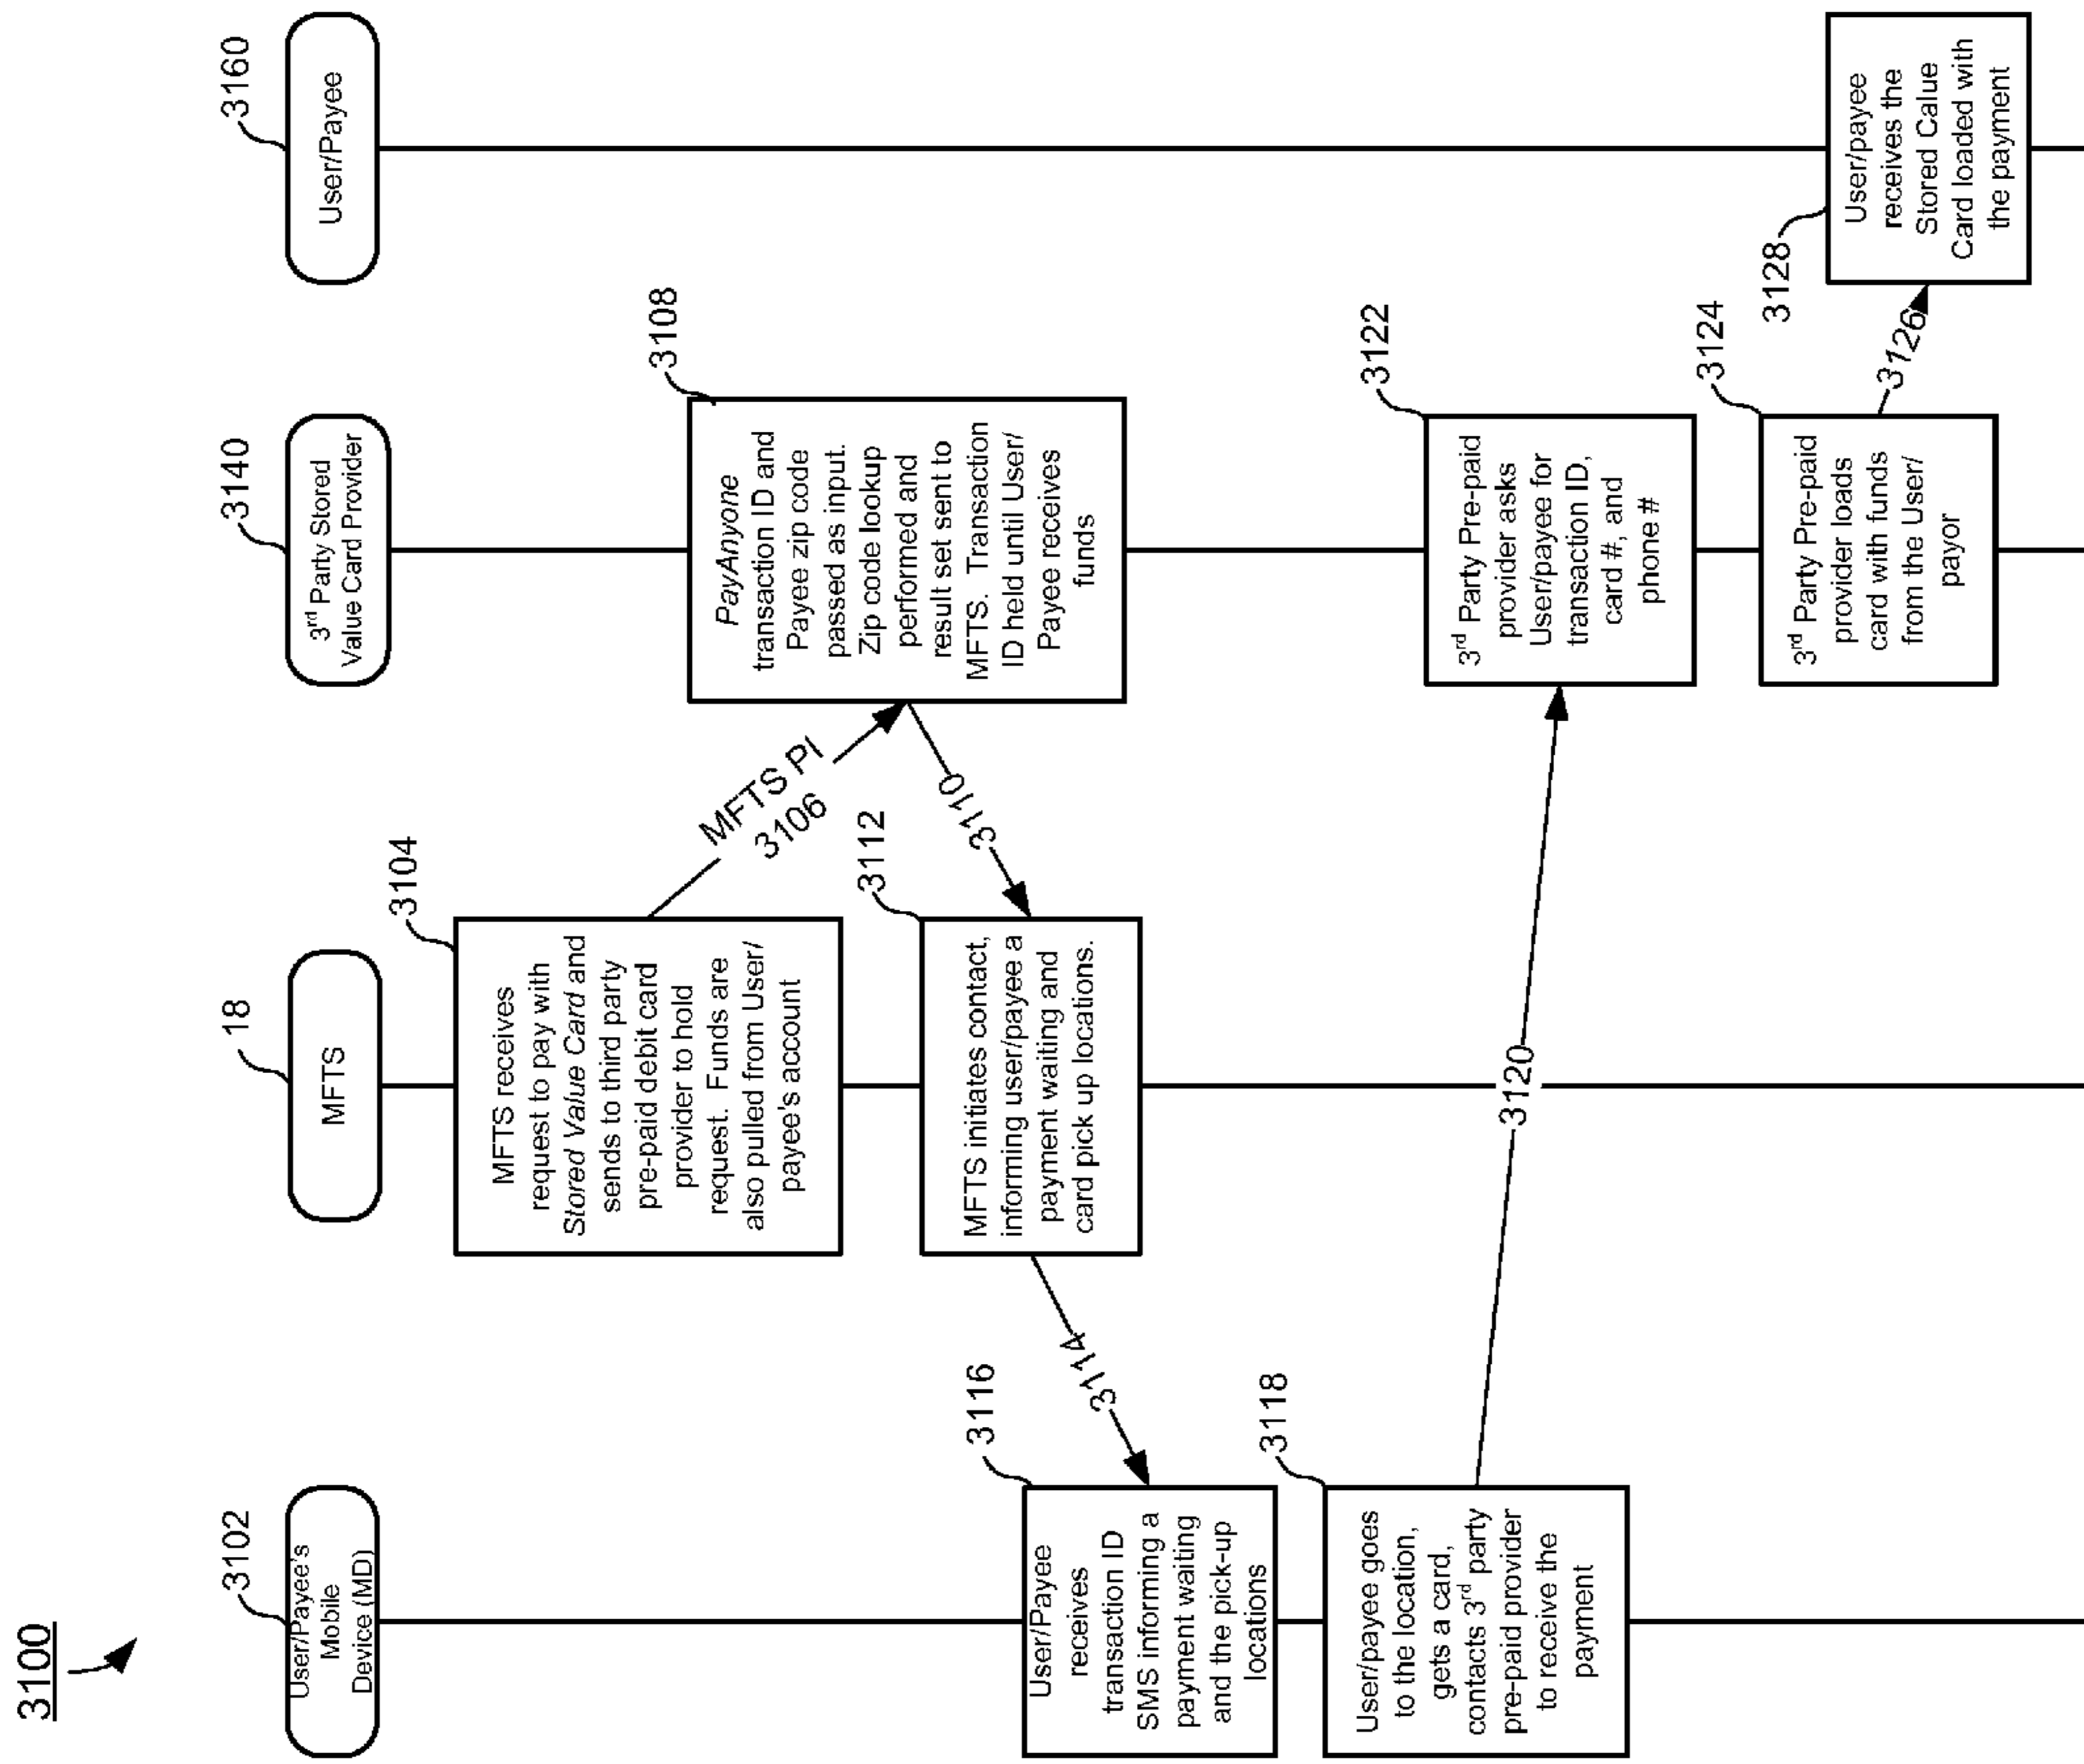 3100
3102
User/Payee's
Mobile
Device (MD)
18
MFTS
3140
3rd Party Stored
Value Card Provider
3160
User/Payee
3104
MFTS receives
request to pay with
Stored Value Card and
sends to third party
pre-paid debit card
provider to hold
request. Funds are
also pulled from User/
payee's account
MFTS PI
3106
3108
PayAnyone
transaction ID and
Payee zip code
passed as input.
Zip code lookup
performed and
result set sent to
MFTS. Transaction
ID held until User/
Payee receives
funds
3110
3112
MFTS initiates contact,
informing user/payee a
payment waiting and
card pick up locations.
3114
3116
User/Payee
receives
transaction ID
SMS informing a
payment waiting
and the pick-up
locations
3118
User/payee goes
to the location,
gets a card,
contacts 3rd party
pre-paid provider
to receive the
payment
3120
3122
3rd Party Pre-paid
provider asks
User/payee for
transaction ID,
card #, and
phone #
3124
3rd Party Pre-paid
provider loads
card with funds
from the User/
payor
3126
3128
User/payee
receives the
Stored Calue
Card loaded with
the payment